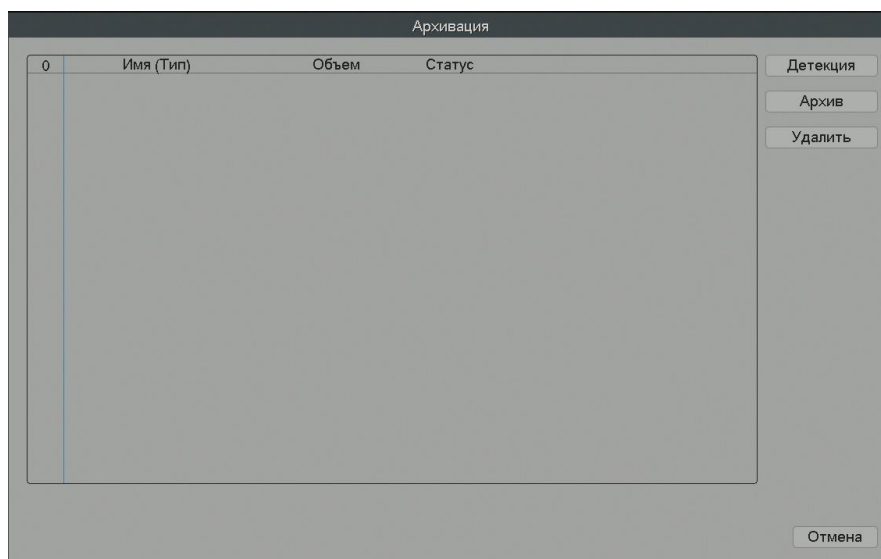 Архивация
0 Имя (Тип) Объем Статус
Детекция
Архив
Удалить
Отмена